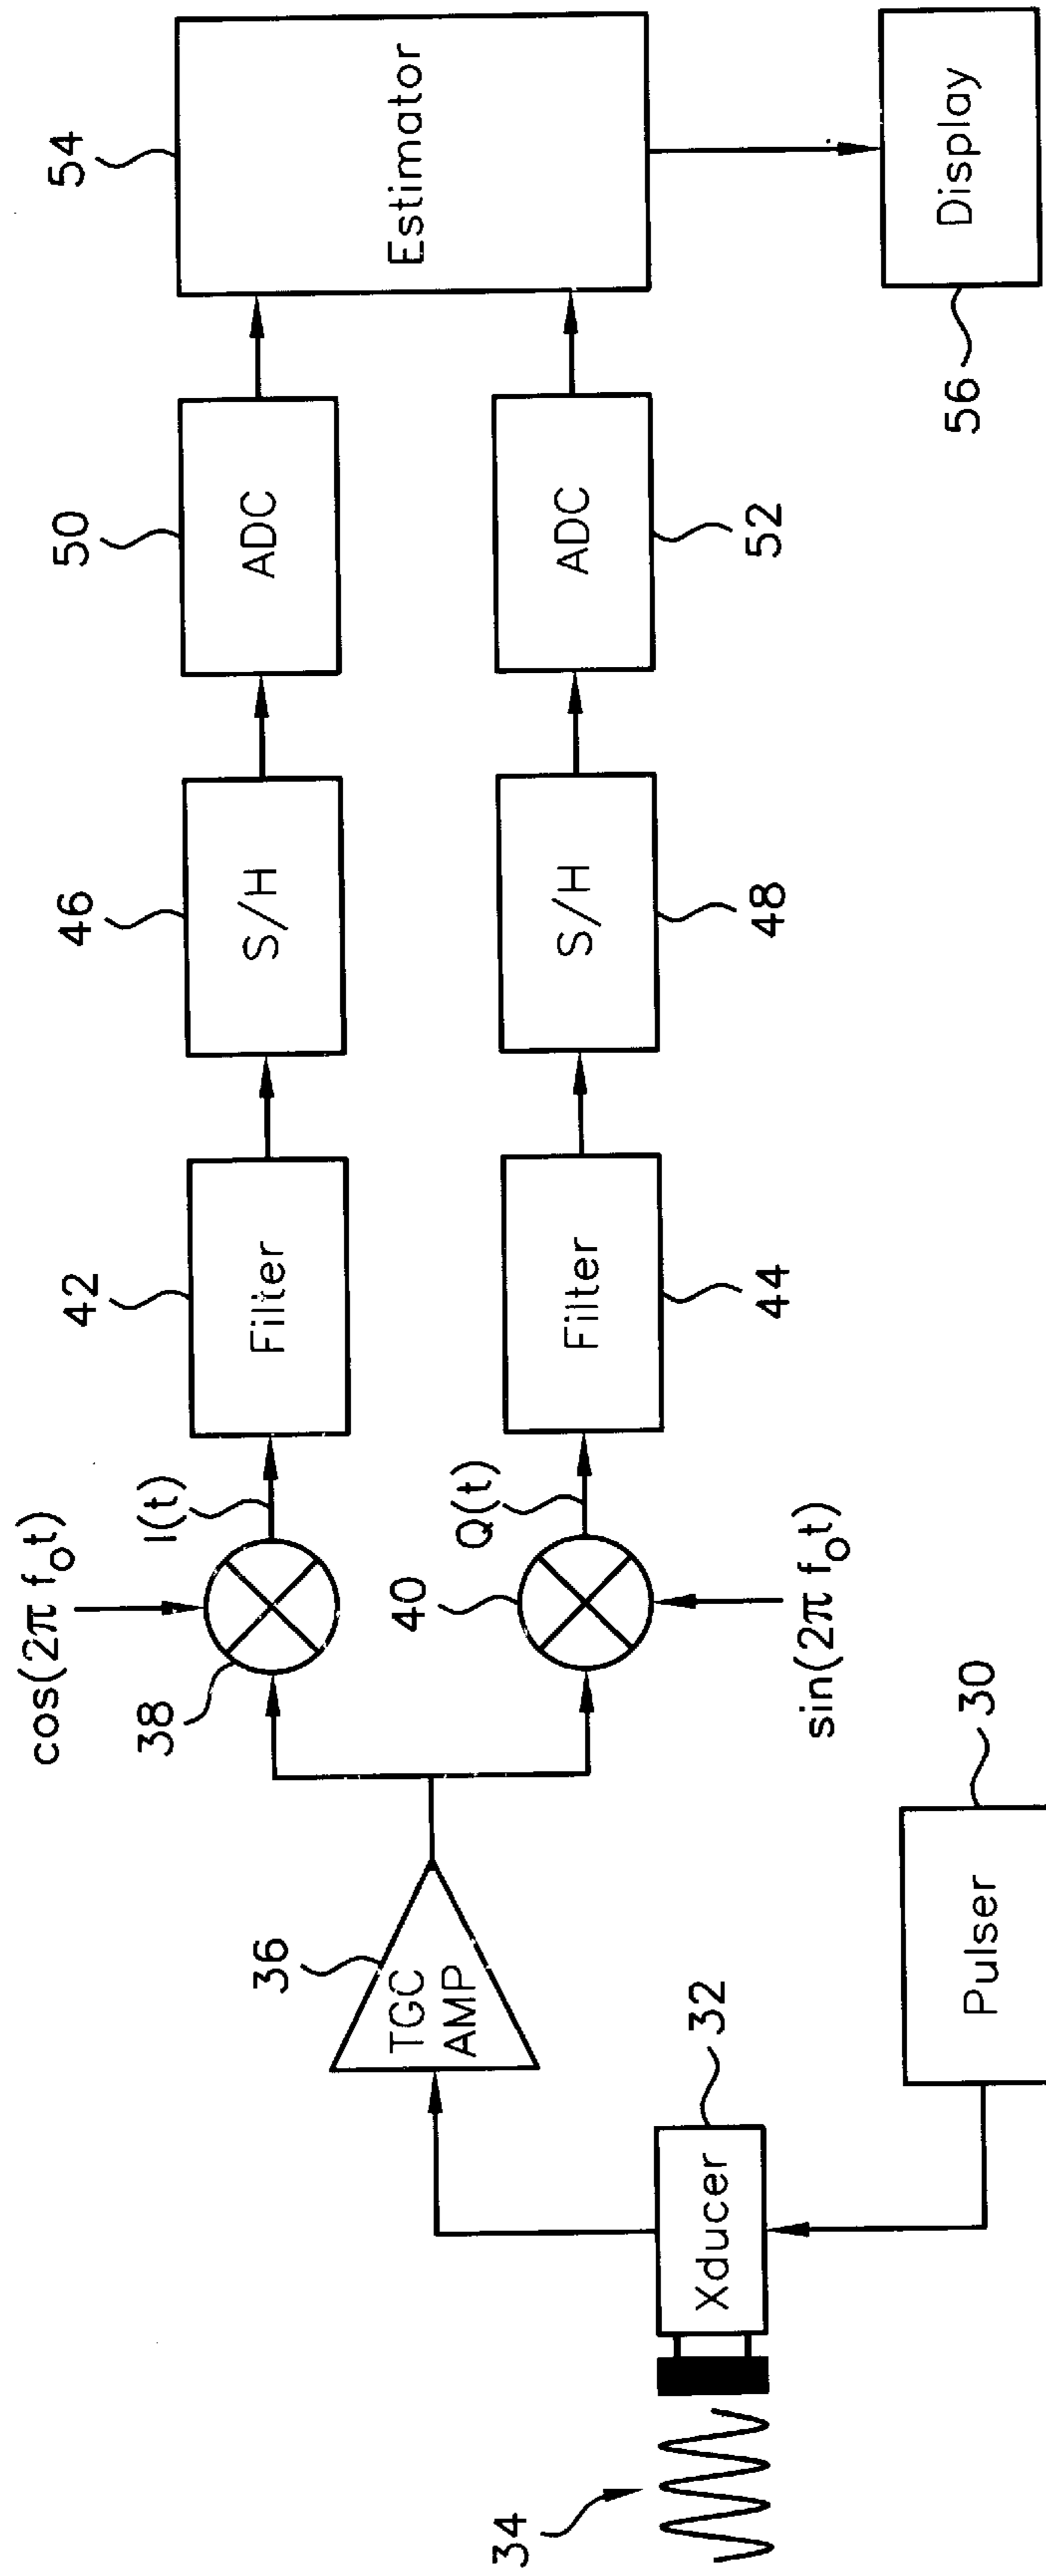 cos(2π f₀t)
38
I(t)
42
Filter
46
S/H
50
ADC
54
Estimator
34
Xducer
32
36
TGC
AMP
40
Q(t)
sin(2π f₀t)
Filter
44
S/H
48
ADC
52
Pulser
30
56
Display